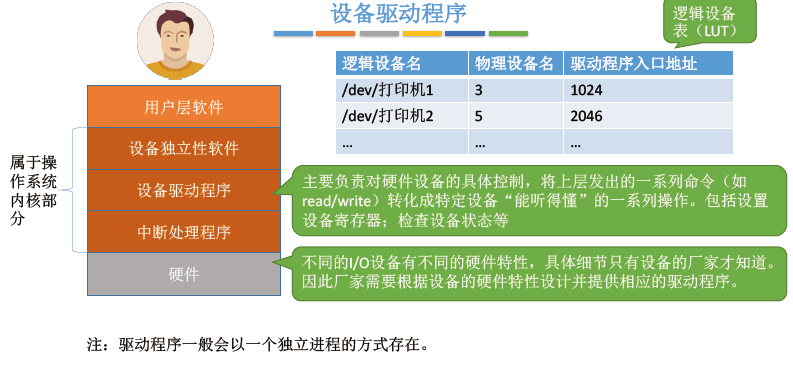 设备驱动程序
逻辑设备
表（LUT）
逻辑设备名 物理设备名 驱动程序入口地址
/dev/打印机1 3 1024
/dev/打印机2 5 2046
... ... ...
用户层软件
设备独立性软件
设备驱动程序
中断处理程序
硬件
属于操
作系统
内核部
分
主要负责对硬件设备的具体控制，将上层发出的一系列命令（如
read/write）转化成特定设备“能听得懂”的一系列操作。包括设置
设备寄存器；检查设备状态等
不同的I/O设备有不同的硬件特性，具体细节只有设备的厂家才知道。
因此厂家需要根据设备的硬件特性设计并提供相应的驱动程序。
注：驱动程序一般会以一个独立进程的方式存在。